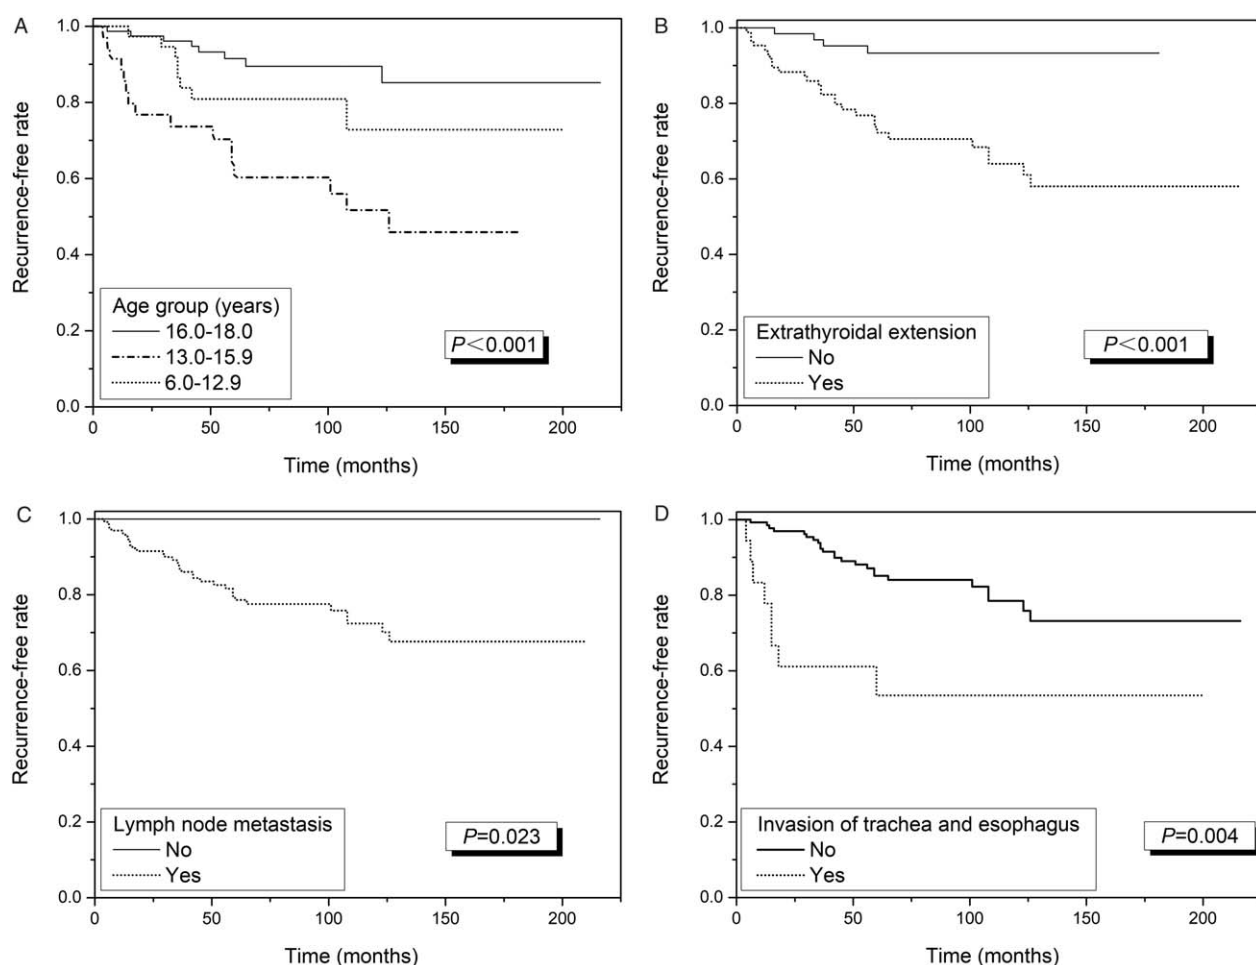 A
Recurrence-free rate
1.0
0.8
0.6
0.4
0.2
0.0
Age group (years)
16.0-18.0
13.0-15.9
6.0-12.9
P<0.001
0 50 100 150 200
Time (months)
B
Recurrence-free rate
1.0
0.8
0.6
0.4
0.2
0.0
Extrathyroidal extension
No
Yes
P<0.001
0 50 100 150 200
Time (months)
C
Recurrence-free rate
1.0
0.8
0.6
0.4
0.2
0.0
Lymph node metastasis
No
Yes
P=0.023
0 50 100 150 200
Time (months)
D
Recurrence-free rate
1.0
0.8
0.6
0.4
0.2
0.0
Invasion of trachea and esophagus
No
Yes
P=0.004
0 50 100 150 200
Time (months)